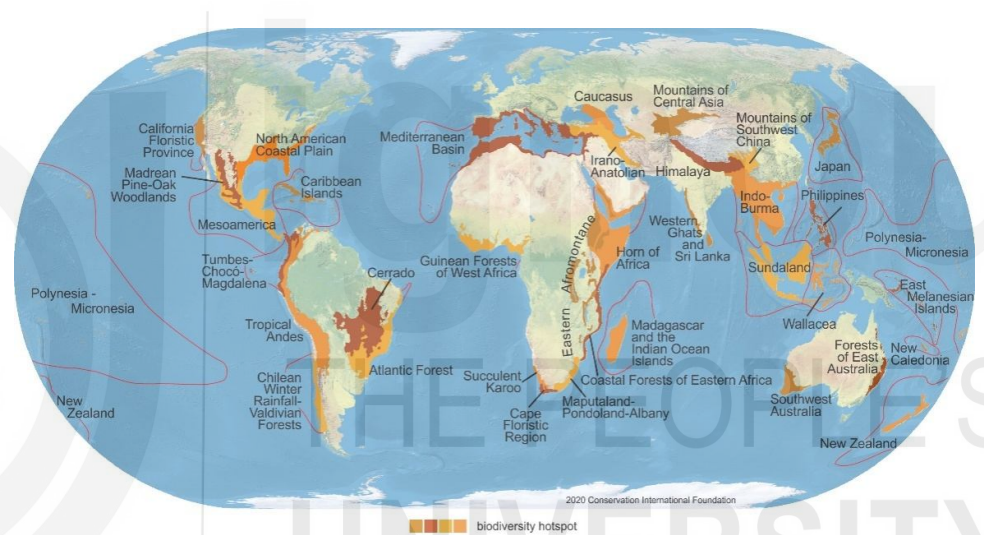 California
Floristic
Province
North American
Coastal Plain
Madrean
Pine-Oak
Woodlands
Caribbean
Islands
Mesoamerica
Tumbes-
Chocó-
Magdalena
Cerrado
Polynesia -
Micronesia
Tropical
Andes
Atlantic Forest
Chilean
Winter
Rainfall-
Valdivian
Forests
New
Zealand
Mediterranean
Basin
Caucasus
Mountains of
Central Asia
Mountains of
Southwest
China
Irano-
Anatolian
Himalaya
Japan
Indo-
Burma
Philippines
Western
Ghats
and
Sri Lanka
Polynesia-
Micronesia
Guinean Forests
of West Africa
Eastern Afromontane
Horn of
Africa
Sundaland
East
Melanesian
Islands
Wallacea
Madagascar
and the
Indian Ocean
Islands
Forests
of East
Australia
New
Caledonia
Succulent
Karoo
Coastal Forests of Eastern Africa
Cape
Floristic
Region
Maputaland-
Pondoland-Albany
Southwest
Australia
New Zealand
2020 Conservation International Foundation
biodiversity hotspot
THE PEOPLE'S
UNIVERSITY